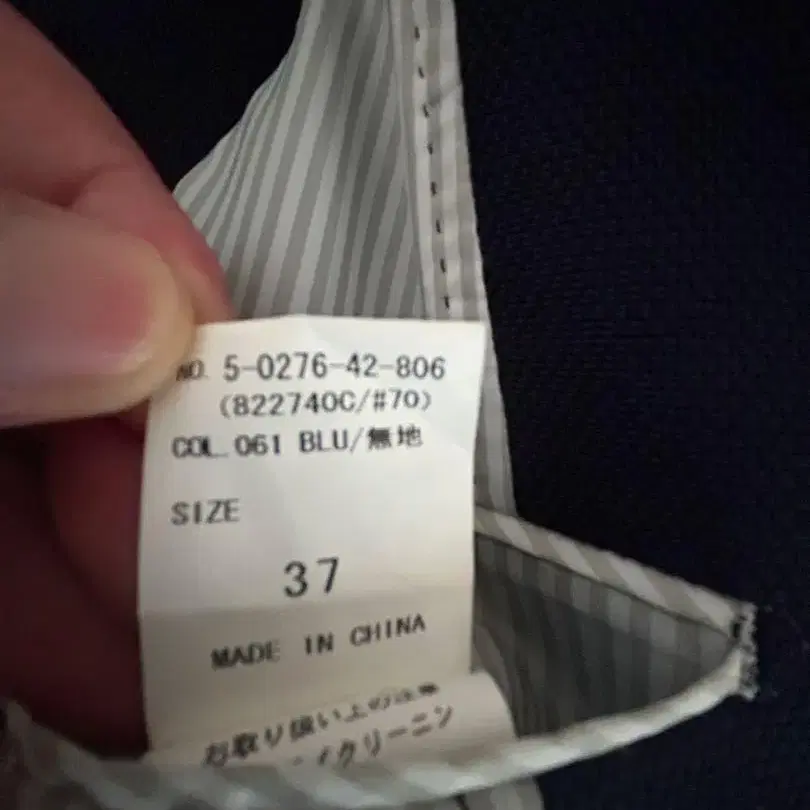 NO. 5-0276-42-806
(822740C/#70)
COL. 061 BLU/無地
SIZE
37
MADE IN CHINA
お取り扱い上の注意
クリーニン